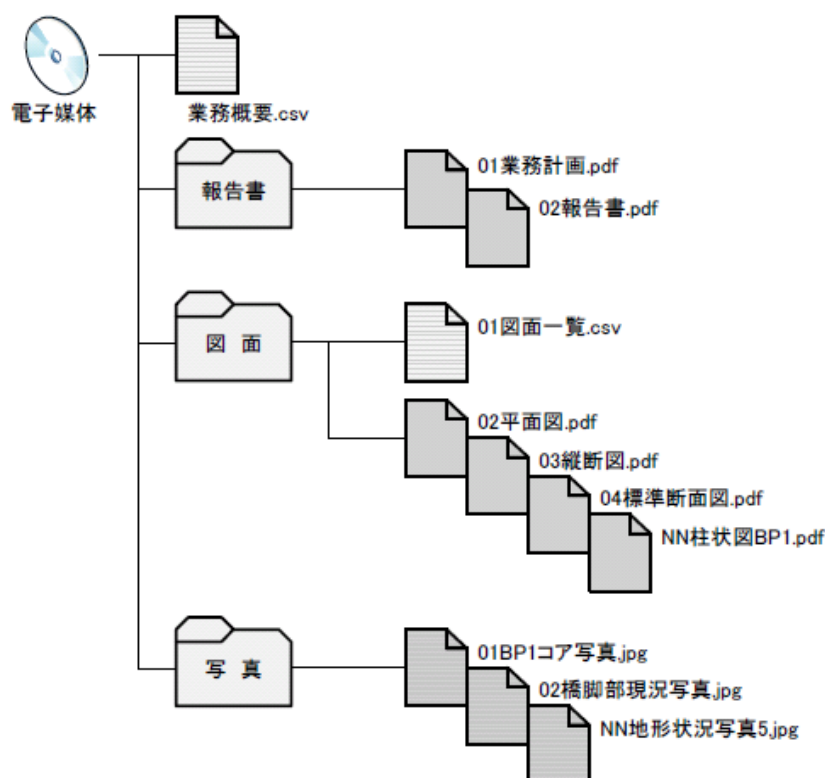 電子媒体
業務概要.csv
報告書
01業務計画.pdf
02報告書.pdf
図 面
01図面一覧.csv
02平面図.pdf
03縦断図.pdf
04標準断面図.pdf
NN柱状図BP1.pdf
写 真
01BP1コア写真.jpg
02橋脚部現況写真.jpg
NN地形状況写真5.jpg